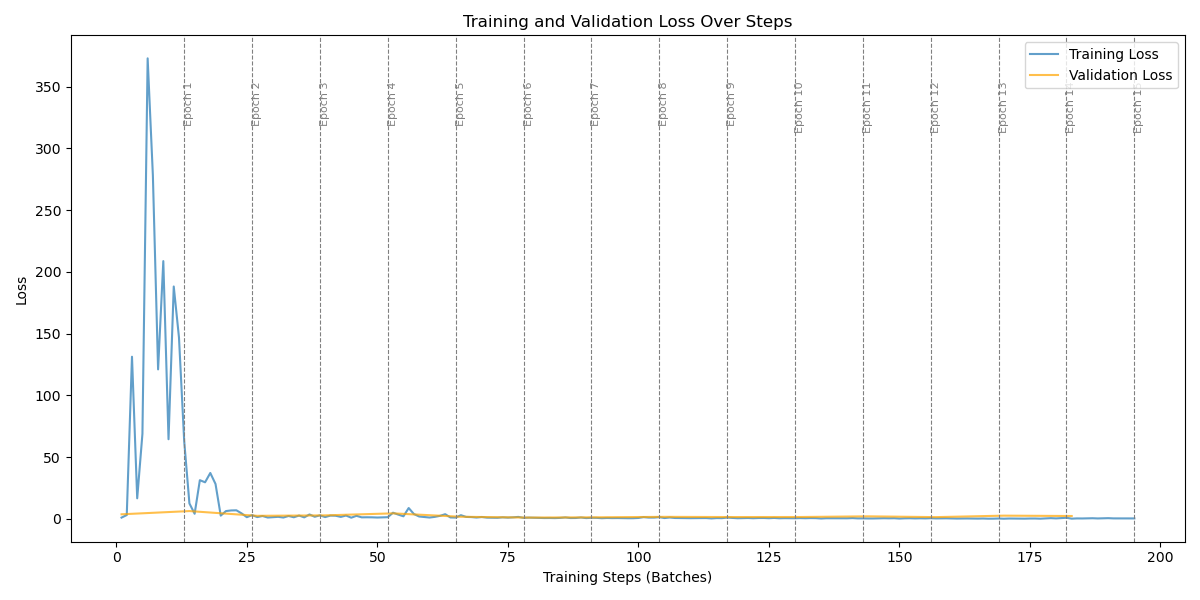 Training and Validation Loss Over Steps
Training Loss
Validation Loss
Epoch 1
Epoch 2
Epoch 3
Epoch 4
Epoch 5
Epoch 6
Epoch 7
Epoch 8
Epoch 9
Epoch 10
Epoch 11
Epoch 12
Epoch 13
Epoch
Epoch
350
300
250
200
150
100
50
0
Loss
0 25 50 75 100 125 150 175 200
Training Steps (Batches)